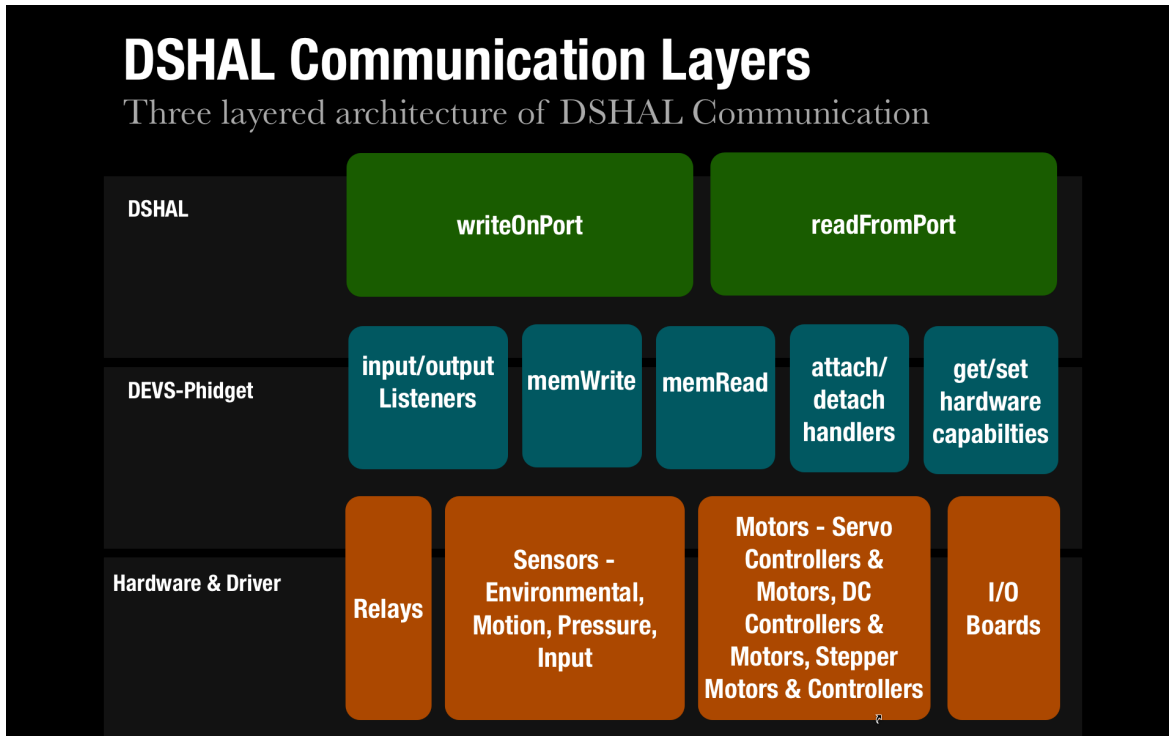 DSHAL Communication Layers
Three layered architecture of DSHAL Communication
DSHAL
writeOnPort
readFromPort
DEVS-Phidget
input/output
Listeners
memWrite
memRead
attach/
detach
handlers
get/set
hardware
capabilties
Hardware & Driver
Relays
Sensors -
Environmental,
Motion, Pressure,
Input
Motors - Servo
Controllers &
Motors, DC
Controllers &
Motors, Stepper
Motors & Controllers
I/O
Boards